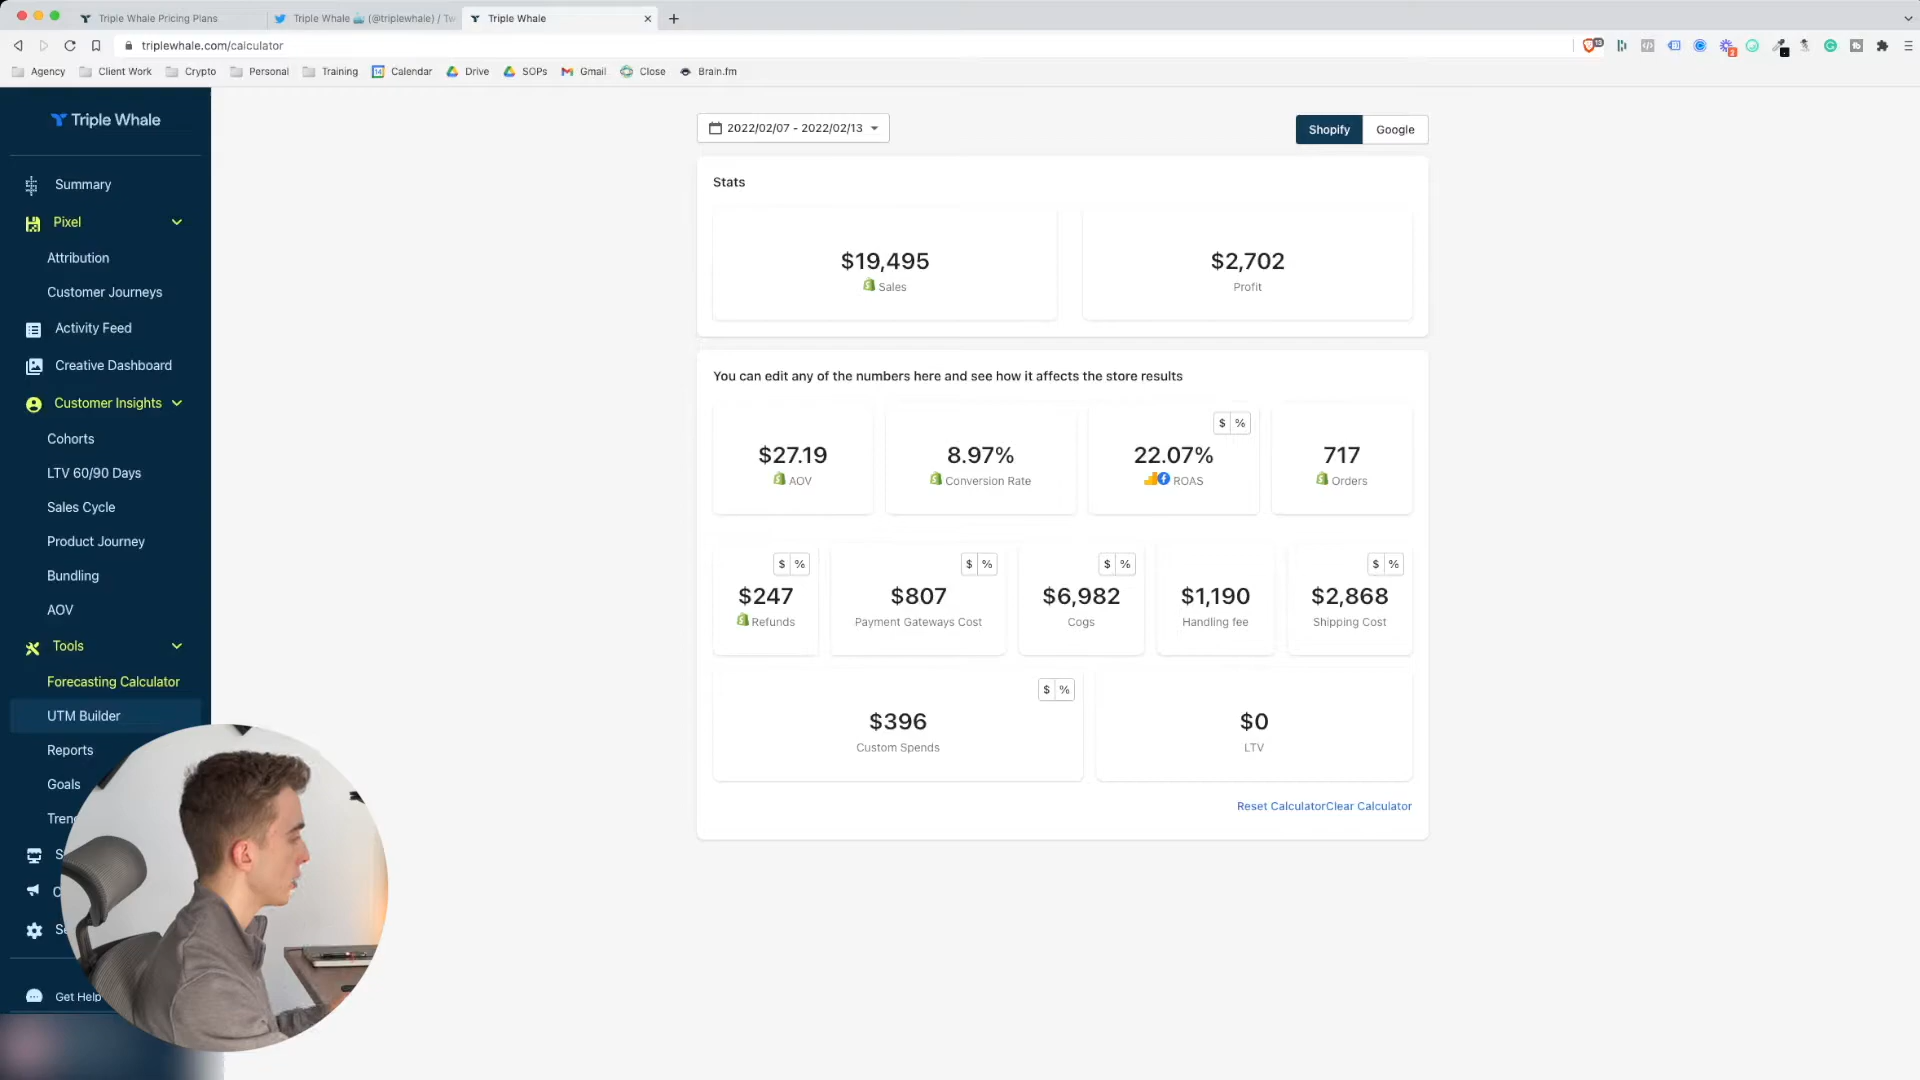 Triple Whale Pricing Plans
Triple Whale 🐳 (@triplewhale) / Tw
Triple Whale
triplewhale.com/calculator
Agency
Client Work
Crypto
Personal
Training
Calendar
Drive
SOPs
Gmail
Close
Brain.fm
Triple Whale
Summary
Pixel
Attribution
Customer Journeys
Activity Feed
Creative Dashboard
Customer Insights
Cohorts
LTV 60/90 Days
Sales Cycle
Product Journey
Bundling
AOV
Tools
Forecasting Calculator
UTM Builder
Reports
Goals
Get Help
2022/02/07 - 2022/02/13
Shopify
Google
Stats
$19,495
Sales
$2,702
Profit
You can edit any of the numbers here and see how it affects the store results
$27.19
AOV
8.97%
Conversion Rate
$ %
22.07%
ROAS
717
Orders
$ %
$247
Refunds
$ %
$807
Payment Gateways Cost
$ %
$6,982
Cogs
$1,190
Handling fee
$ %
$2,868
Shipping Cost
$ %
$396
Custom Spends
$0
LTV
Reset CalculatorClear Calculator